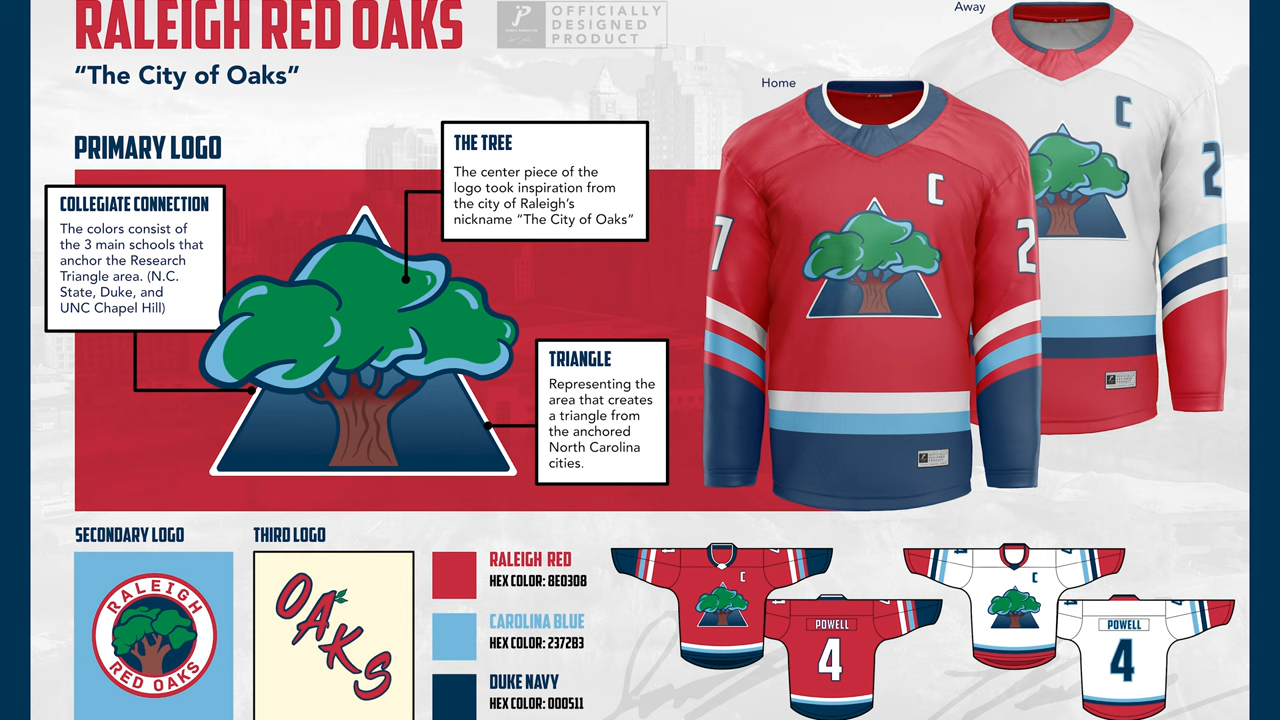 RALEIGH RED OAKS
"The City of Oaks"
OFFICIALLY
DESIGNED
PRODUCT
Away
Home
PRIMARY LOGO
COLLEGIATE CONNECTION
The colors consist of
the 3 main schools that
anchor the Research
Triangle area. (N.C.
State, Duke, and
UNC Chapel Hill)
THE TREE
The center piece of the
logo took inspiration from
the city of Raleigh's
nickname "The City of Oaks"
TRIANGLE
Representing the
area that creates
a triangle from
the anchored
North Carolina
cities.
C
C
7
2
2
SECONDARY LOGO
RALEIGH
RED OAKS
THIRD LOGO
OAKS
RALEIGH RED
HEX COLOR: 8E0308
CAROLINA BLUE
HEX COLOR: 237283
DUKE NAVY
HEX COLOR: 000511
C
POWELL
4
C
POWELL
4